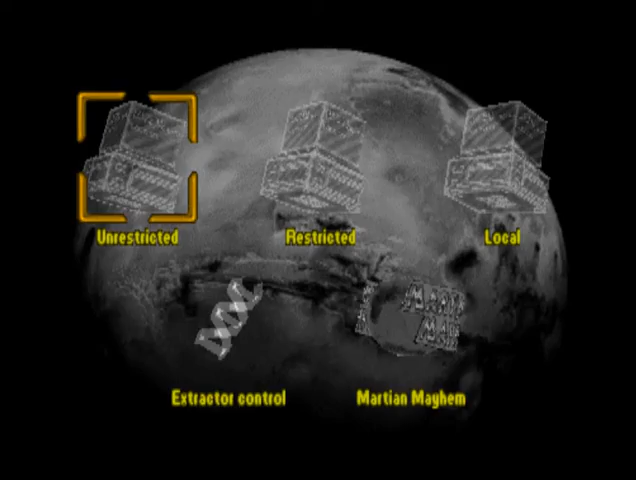 Unrestricted
Restricted
Local
Extractor control
Martian Mayhem